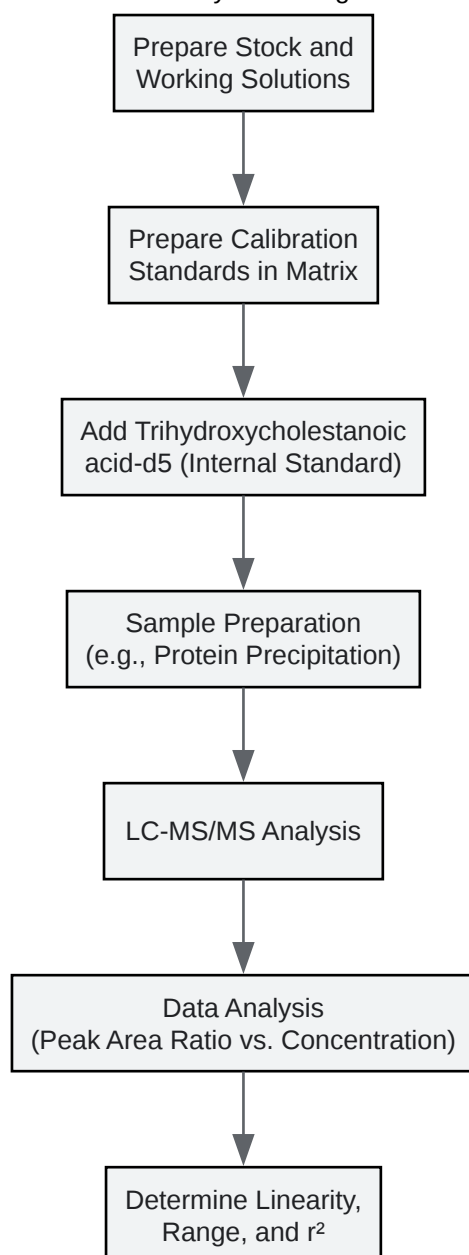 Prepare Stock and
Working Solutions
Prepare Calibration
Standards in Matrix
Add Trihydroxycholestanoic
acid-d5 (Internal Standard)
Sample Preparation
(e.g., Protein Precipitation)
LC-MS/MS Analysis
Data Analysis
(Peak Area Ratio vs. Concentration)
Determine Linearity,
Range, and r²